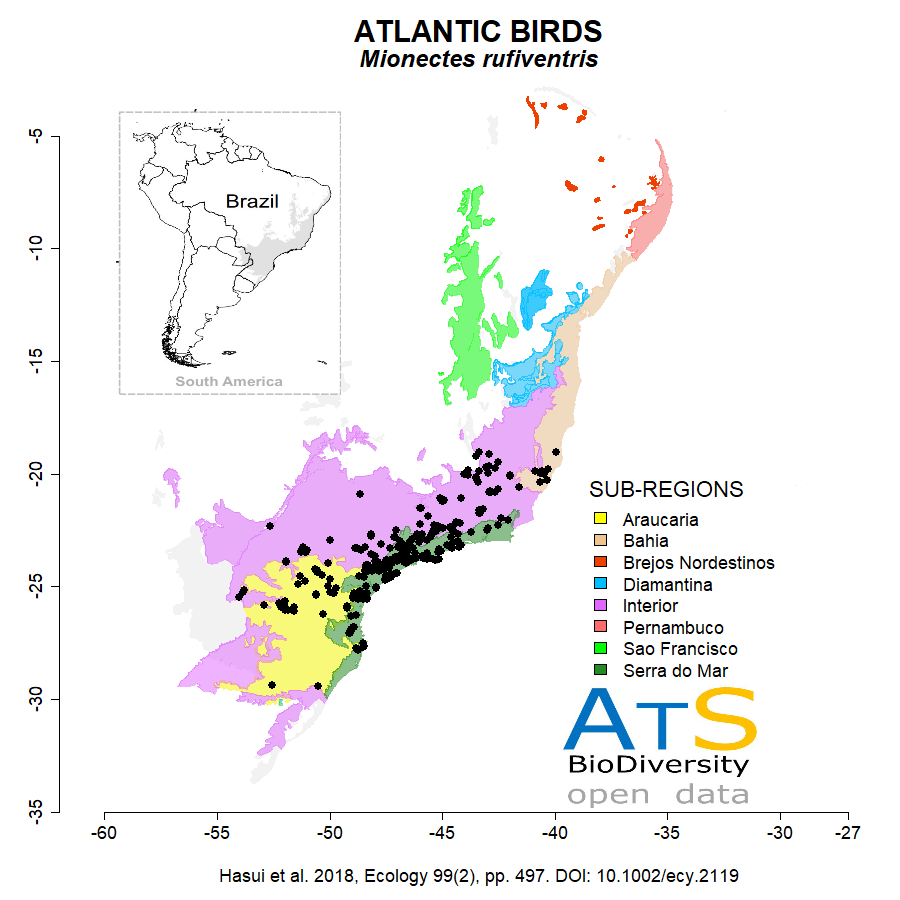 ATLANTIC BIRDS
Mionectes rufiventris
Brazil
South America
-5
-10
-15
-20
-25
-30
-35
SUB-REGIONS
Araucaria
Bahia
Brejos Nordestinos
Diamantina
Interior
Pernambuco
Sao Francisco
Serra do Mar
ATS
BioDiversity
open data
-60
-55
-50
-45
-40
-35
-30
-27
Hasui et al. 2018, Ecology 99(2), pp. 497. DOI: 10.1002/ecy.2119